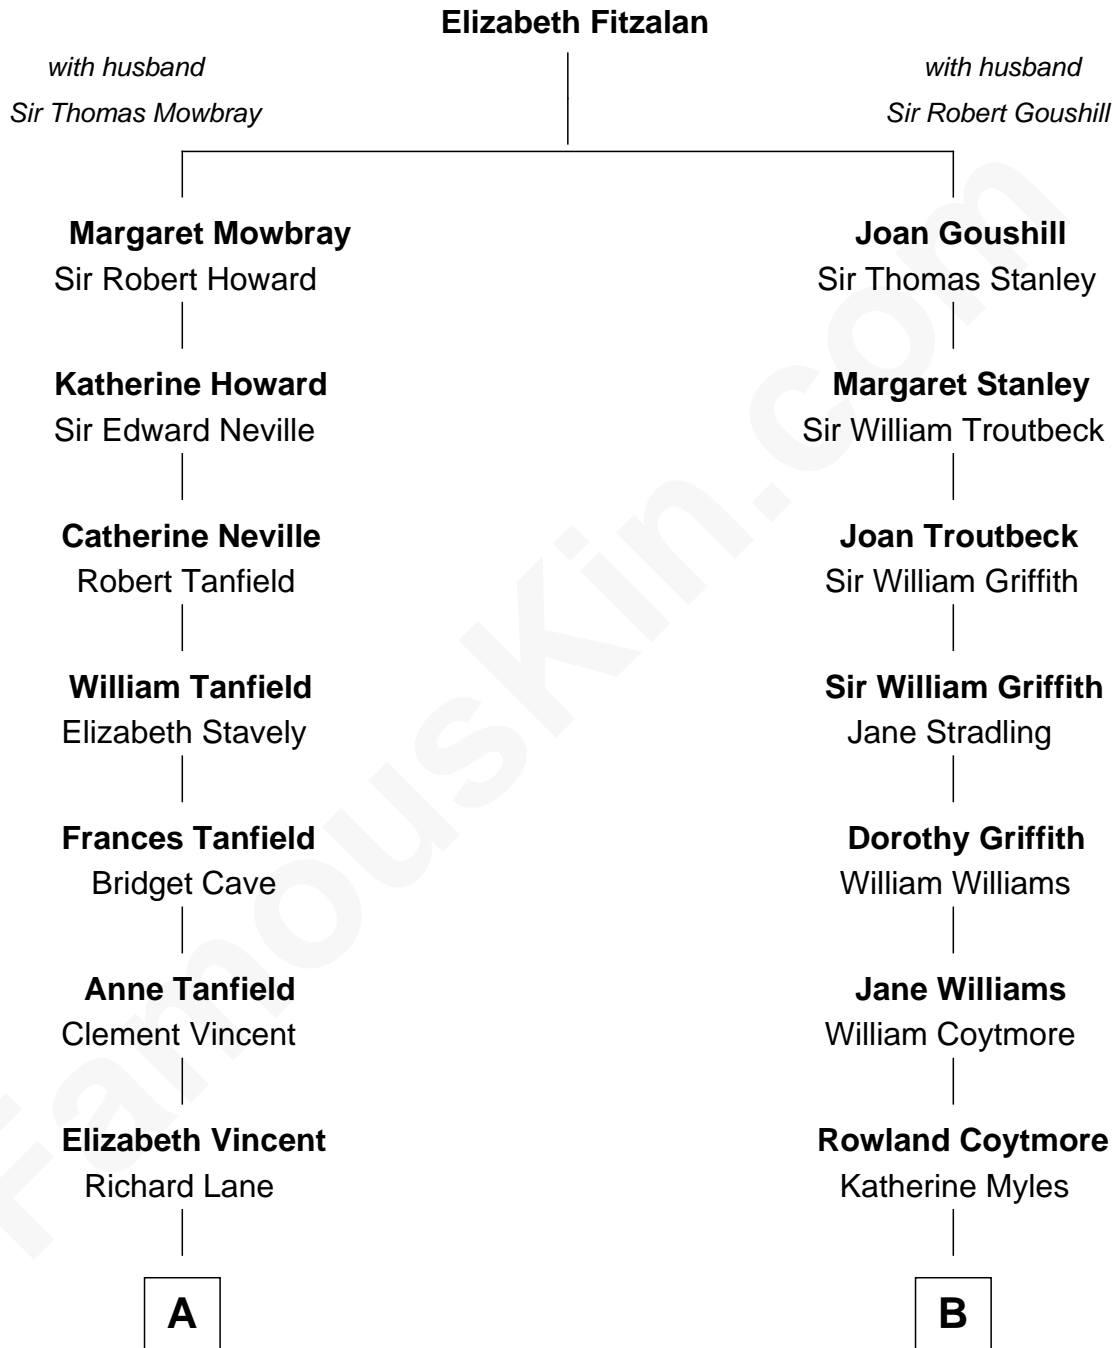 Elizabeth Fitzalan
with husband
Sir Thomas Mowbray
with husband
Sir Robert Goushill
Margaret Mowbray
Sir Robert Howard
Joan Goushill
Sir Thomas Stanley
Katherine Howard
Sir Edward Neville
Margaret Stanley
Sir William Troutbeck
Catherine Neville
Robert Tanfield
Joan Troutbeck
Sir William Griffith
William Tanfield
Elizabeth Stavely
Sir William Griffith
Jane Stradling
Frances Tanfield
Bridget Cave
Dorothy Griffith
William Williams
Anne Tanfield
Clement Vincent
Jane Williams
William Coytmore
Elizabeth Vincent
Richard Lane
Rowland Coytmore
Katherine Myles
A
B
FamousKin.com